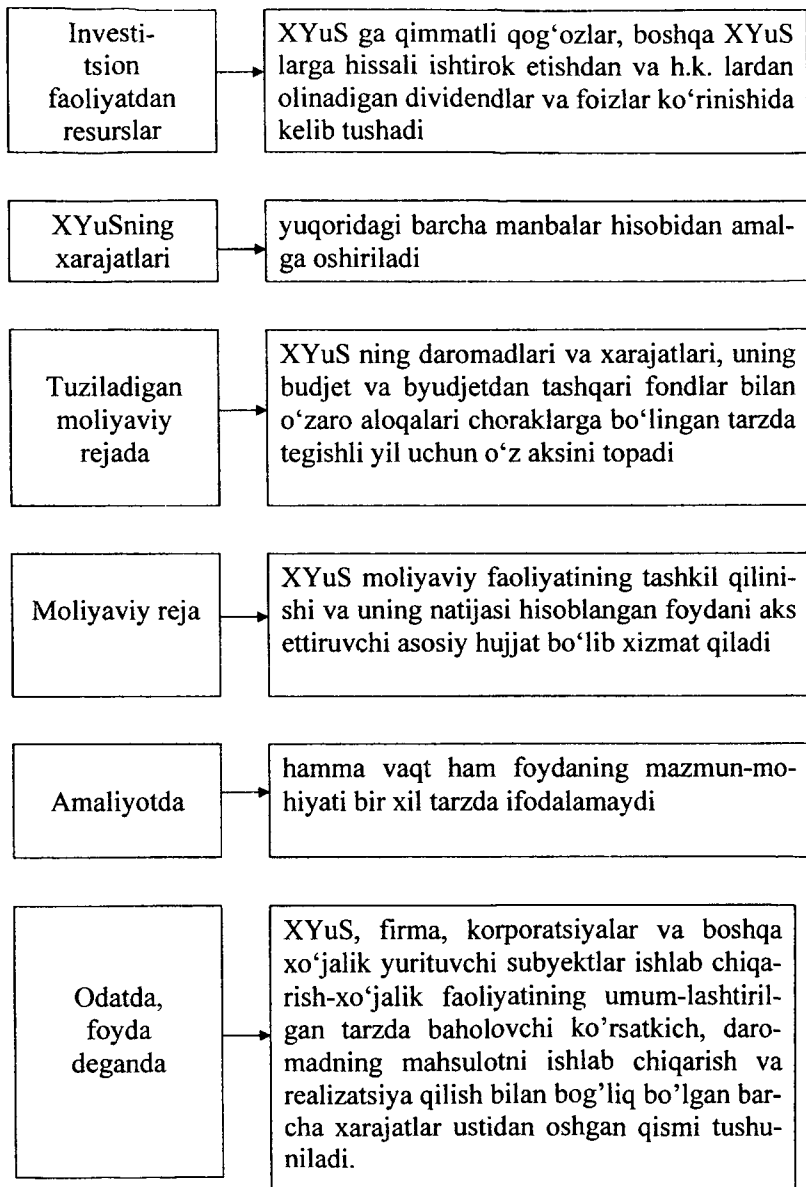 Investi-
tsion
faoliyatdan
resurslar
XYuS ga qimmatli qog‘ozlar, boshqa XYuS
larga hissali ishtirok etishdan va h.k. lardan
olinadigan dividendlar va foizlar ko‘rinishida
kelib tushadi
XYuSning
xarajatlari
yuqoridagi barcha manbalar hisobidan amal-
ga oshiriladi
Tuziladigan
moliyaviy
rejada
XYuS ning daromadlari va xarajatlari, uning
budjet va byudjetdan tashqari fondlar bilan
o‘zaro aloqalari choraklarga bo‘lingan tarzda
tegishli yil uchun o‘z aksini topadi
Moliyaviy reja
XYuS moliyaviy faoliyatining tashkil qilini-
shi va uning natijasi hisoblangan foydani aks
ettiruvchi asosiy hujjat bo‘lib xizmat qiladi
Amaliyotda
hamma vaqt ham foydaning mazmun-mo-
hiyati bir xil tarzda ifodalamaydi
Odatda,
foyda
deganda
XYuS, firma, korporatsiyalar va boshqa
xo’jalik yurituvchi subyektlar ishlab chiqa-
rish-xo‘jalik faoliyatining umum-lashtiril-
gan tarzda baholovchi ko’rsatkich, daro-
madning mahsulotni ishlab chiqarish va
realizatsiya qilish bilan bog’liq bo’lgan bar-
cha xarajatlar ustidan oshgan qismi tushu-
niladi.